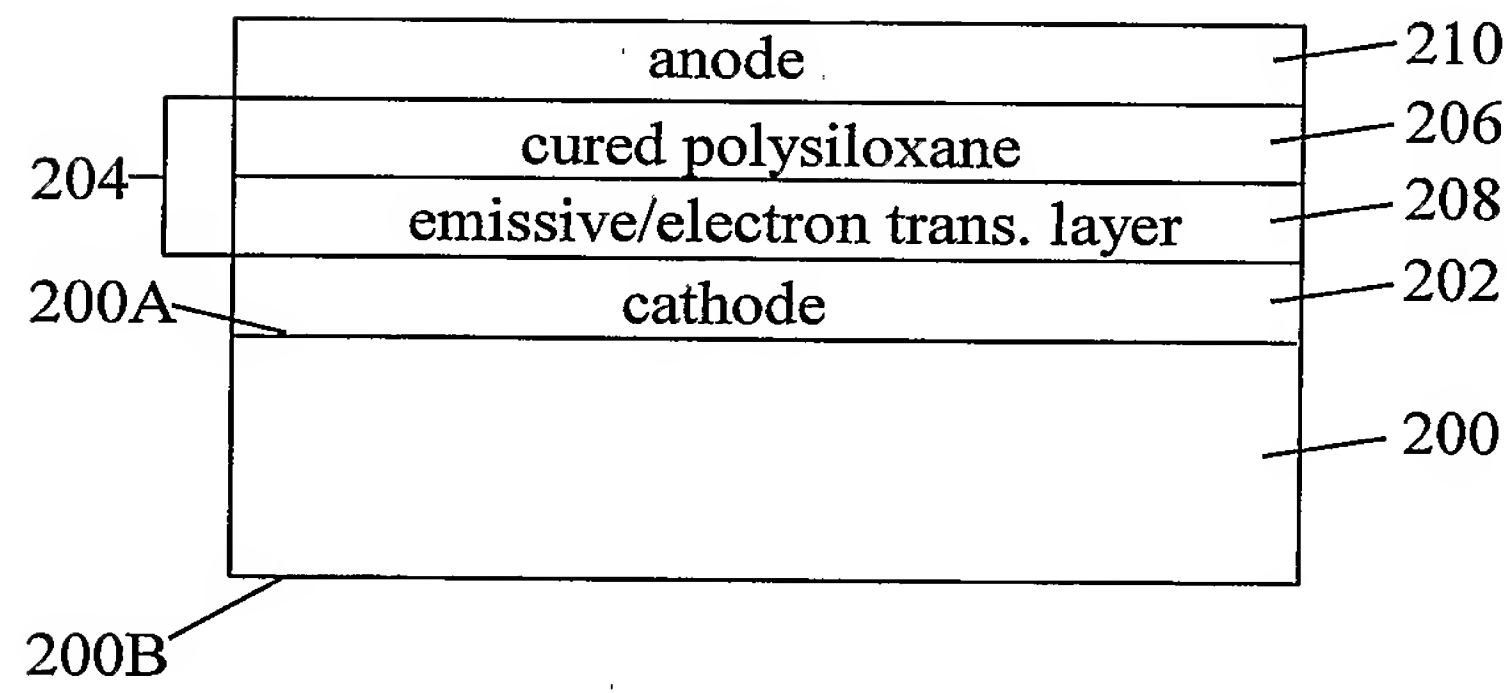 anode
210
cured polysiloxane
206
204
emissive/electron trans. layer
208
200A
cathode
202
200
200B